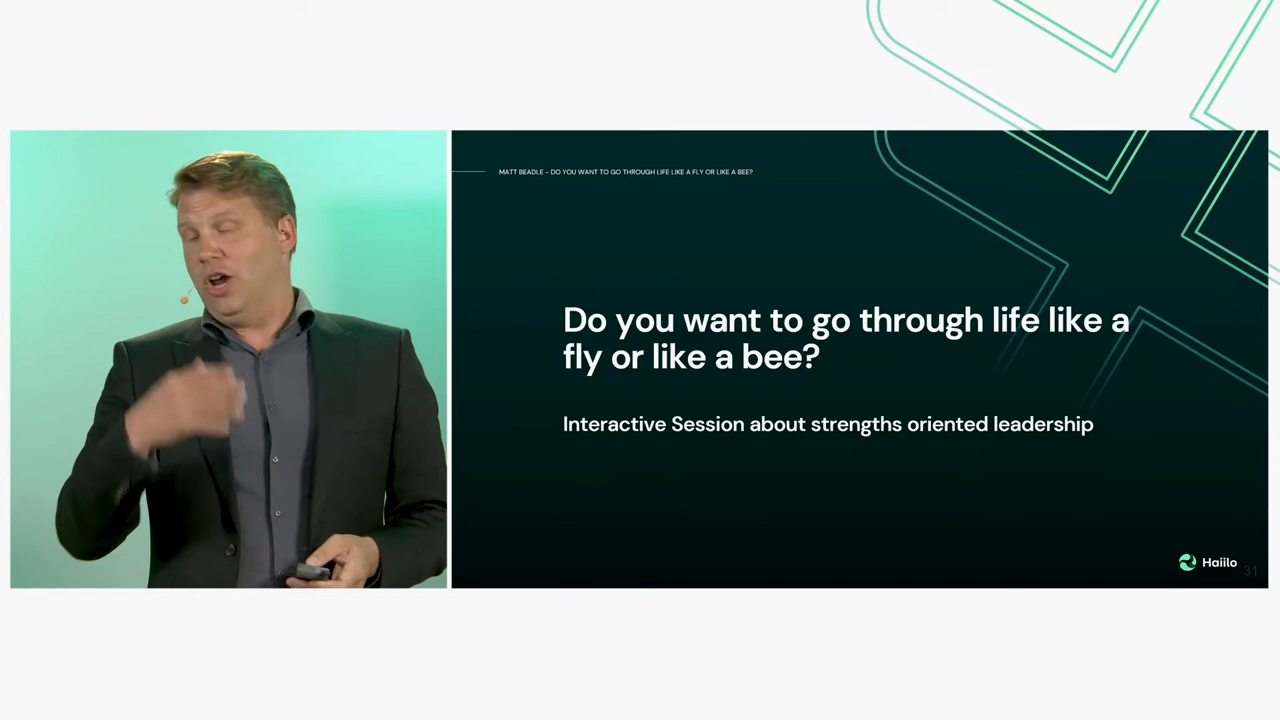 MATT BEADLE - DO YOU WANT TO GO THROUGH LIFE LIKE A FLY OR LIKE A BEE?
Do you want to go through life like a
fly or like a bee?
Interactive Session about strengths oriented leadership
Haiilo
31